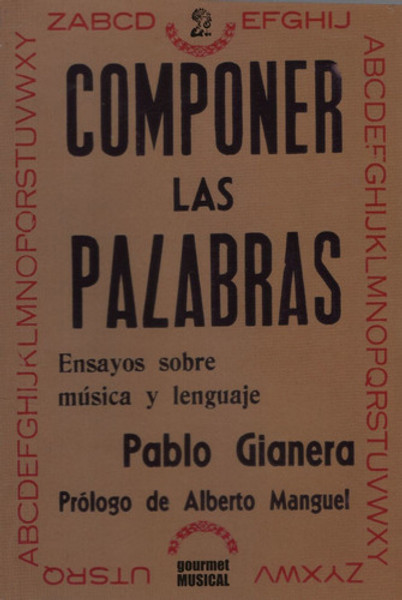 ZABCD EFGHIJ
COMPONER
LAS
PALABRAS
Ensayos sobre
música y lenguaje
Pablo Gianera
Prólogo de Alberto Manguel
gourmet
MUSICAL
UTSRQ ZYXWV
ABCDEFGHIJKLMNOPQRSTUVWXY
ABCDEFGHIJKLMNOPQRSTUVWXY